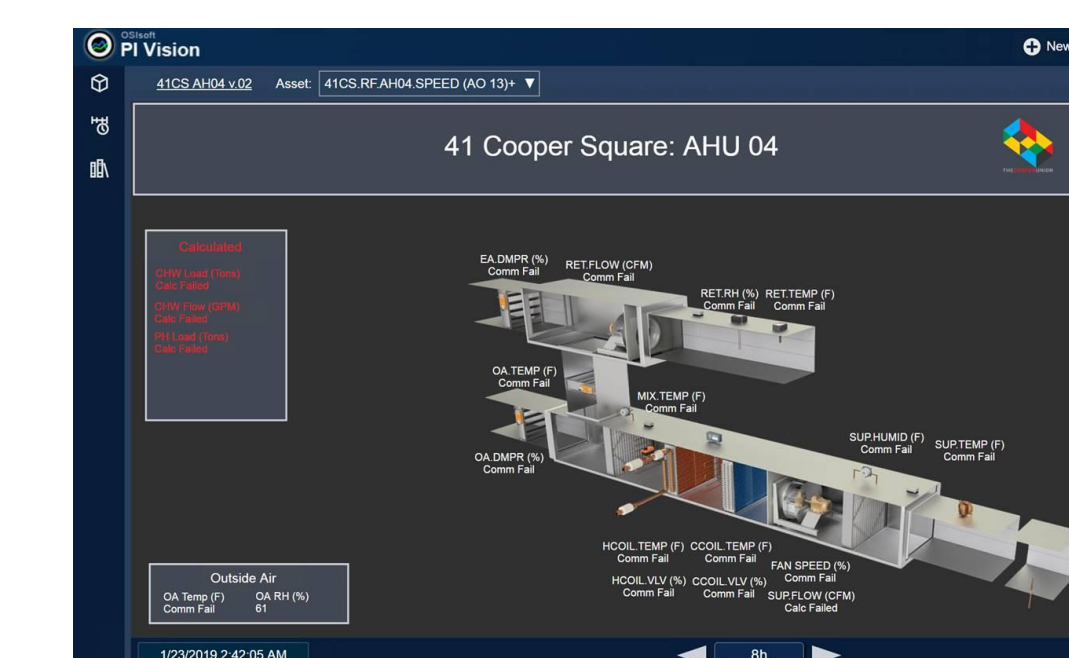 OSIsoft
PI Vision
New
41CS AH04 v.02
Asset: 41CS.RF.AH04.SPEED (AO 13)+
41 Cooper Square: AHU 04
THE COOPER UNION
Calculated
CHW Load (Tons)
Calc Failed
CHW Flow (GPM)
Calc Failed
PH Load (Tons)
Calc Failed
EA.DMPR (%)
Comm Fail
RET.FLOW (CFM)
Comm Fail
RET.RH (%)
Comm Fail
RET.TEMP (F)
Comm Fail
OA.TEMP (F)
Comm Fail
MIX.TEMP (F)
Comm Fail
SUP.HUMID (F)
Comm Fail
SUP.TEMP (F)
Comm Fail
OA.DMPR (%)
Comm Fail
HCOIL.TEMP (F)
Comm Fail
CCOIL.TEMP (F)
Comm Fail
FAN SPEED (%)
Comm Fail
HCOIL.VLV (%)
Comm Fail
CCOIL.VLV (%)
Comm Fail
SUP.FLOW (CFM)
Calc Failed
Outside Air
OA Temp (F)
Comm Fail
OA RH (%)
61
1/23/2019 2:42:05 AM
8h